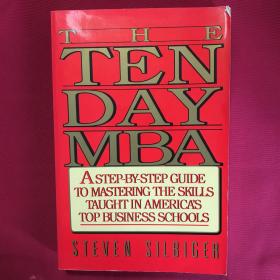 THE
TEN
DAY
MBA
A STEP-BY-STEP GUIDE
TO MASTERING THE SKILLS
TAUGHT IN AMERICA'S
TOP BUSINESS SCHOOLS
STEVEN SILBIGER